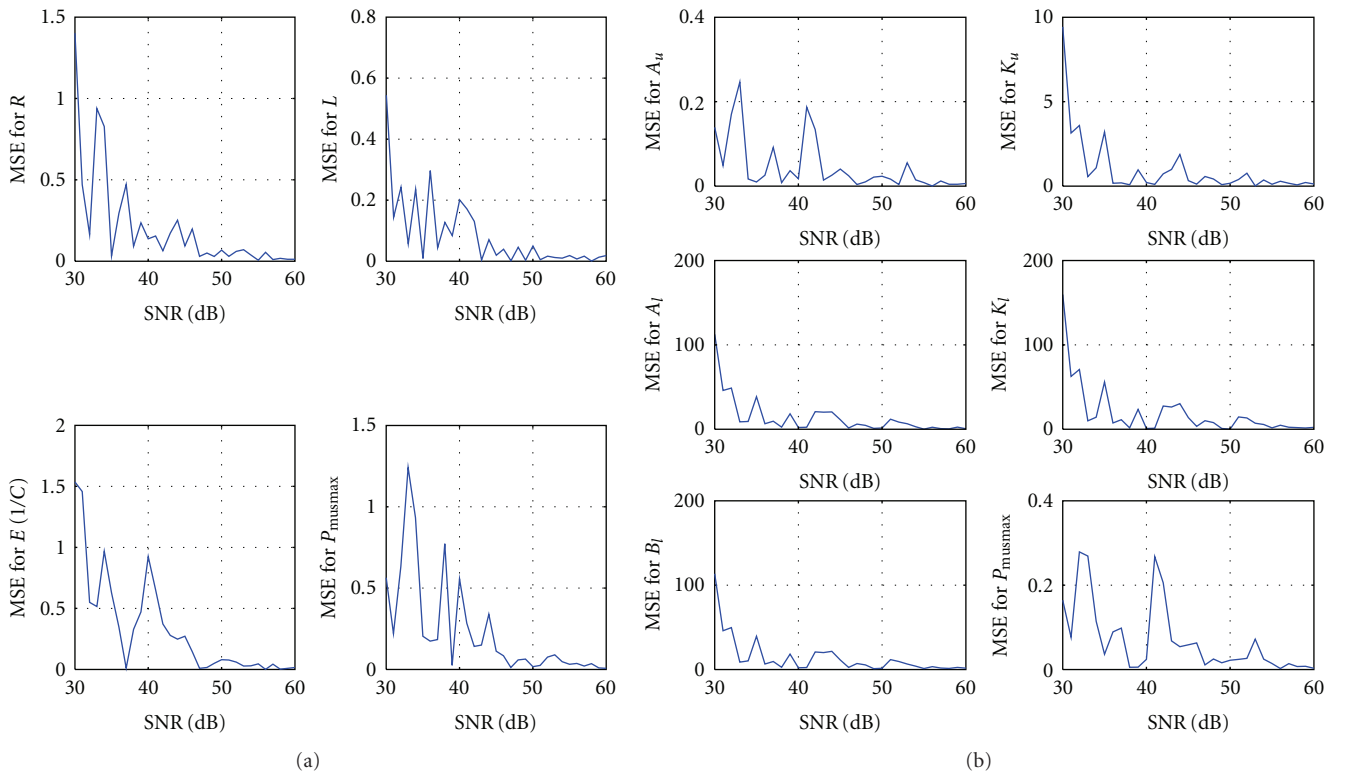 1.5
1
0.5
0
30 40 50 60
MSE for R
SNR (dB)
0.8
0.6
0.4
0.2
0
30 40 50 60
MSE for L
SNR (dB)
2
1.5
1
0.5
0
30 40 50 60
MSE for E (1/C)
SNR (dB)
1.5
1
0.5
0
30 40 50 60
MSE for Pmusmax
SNR (dB)
(a)
0.4
0.2
0
30 40 50 60
MSE for Au
SNR (dB)
10
5
0
30 40 50 60
MSE for Ku
SNR (dB)
200
100
0
30 40 50 60
MSE for Al
SNR (dB)
200
100
0
30 40 50 60
MSE for Kl
SNR (dB)
200
100
0
30 40 50 60
MSE for Bl
SNR (dB)
0.4
0.2
0
30 40 50 60
MSE for Pmusmax
SNR (dB)
(b)